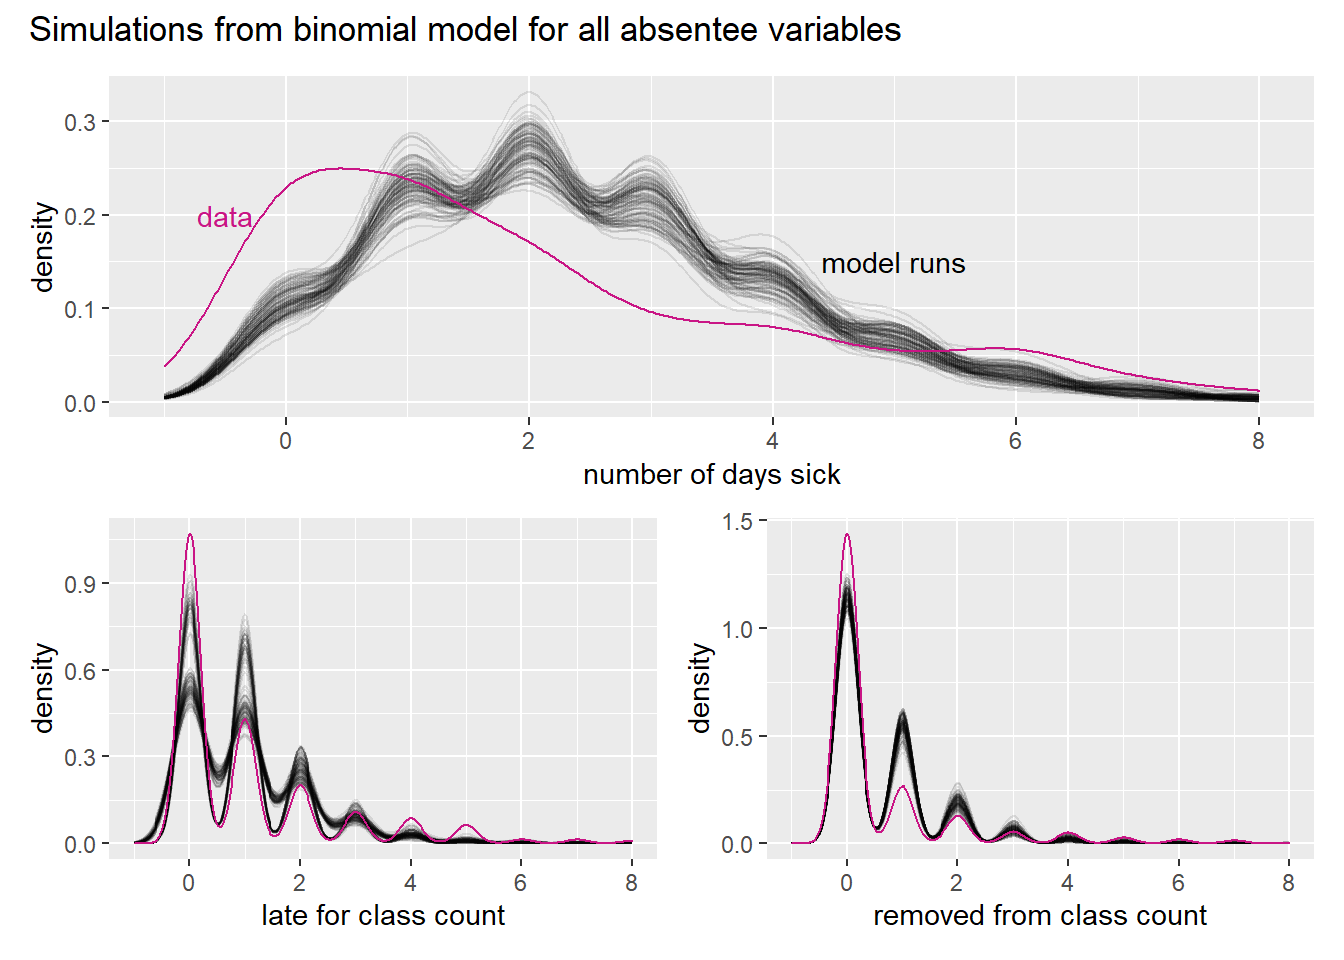 Simulations from binomial model for all absentee variables
0.3
0.2
0.1
0.0
density
data
model runs
0 2 4 6 8
number of days sick
0.9
0.6
0.3
0.0
density
0 2 4 6 8
late for class count
1.5
1.0
0.5
0.0
density
0 2 4 6 8
removed from class count